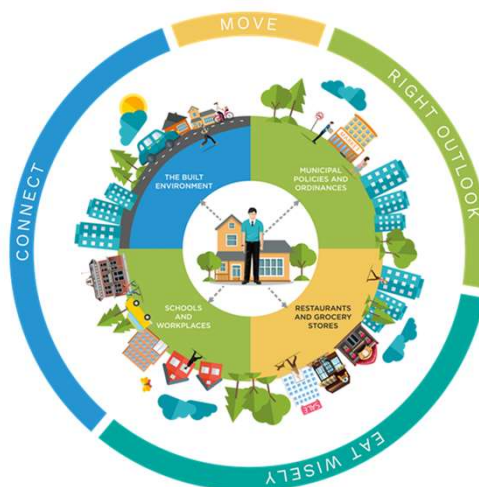 MOVE
RIGHT OUTLOOK
CONNECT
THE BUILT
ENVIRONMENT
MUNICIPAL
POLICIES AND
ORDINANCES
SCHOOLS
AND
WORKPLACES
RESTAURANTS
AND GROCERY
STORES
SALE
EAT WISELY